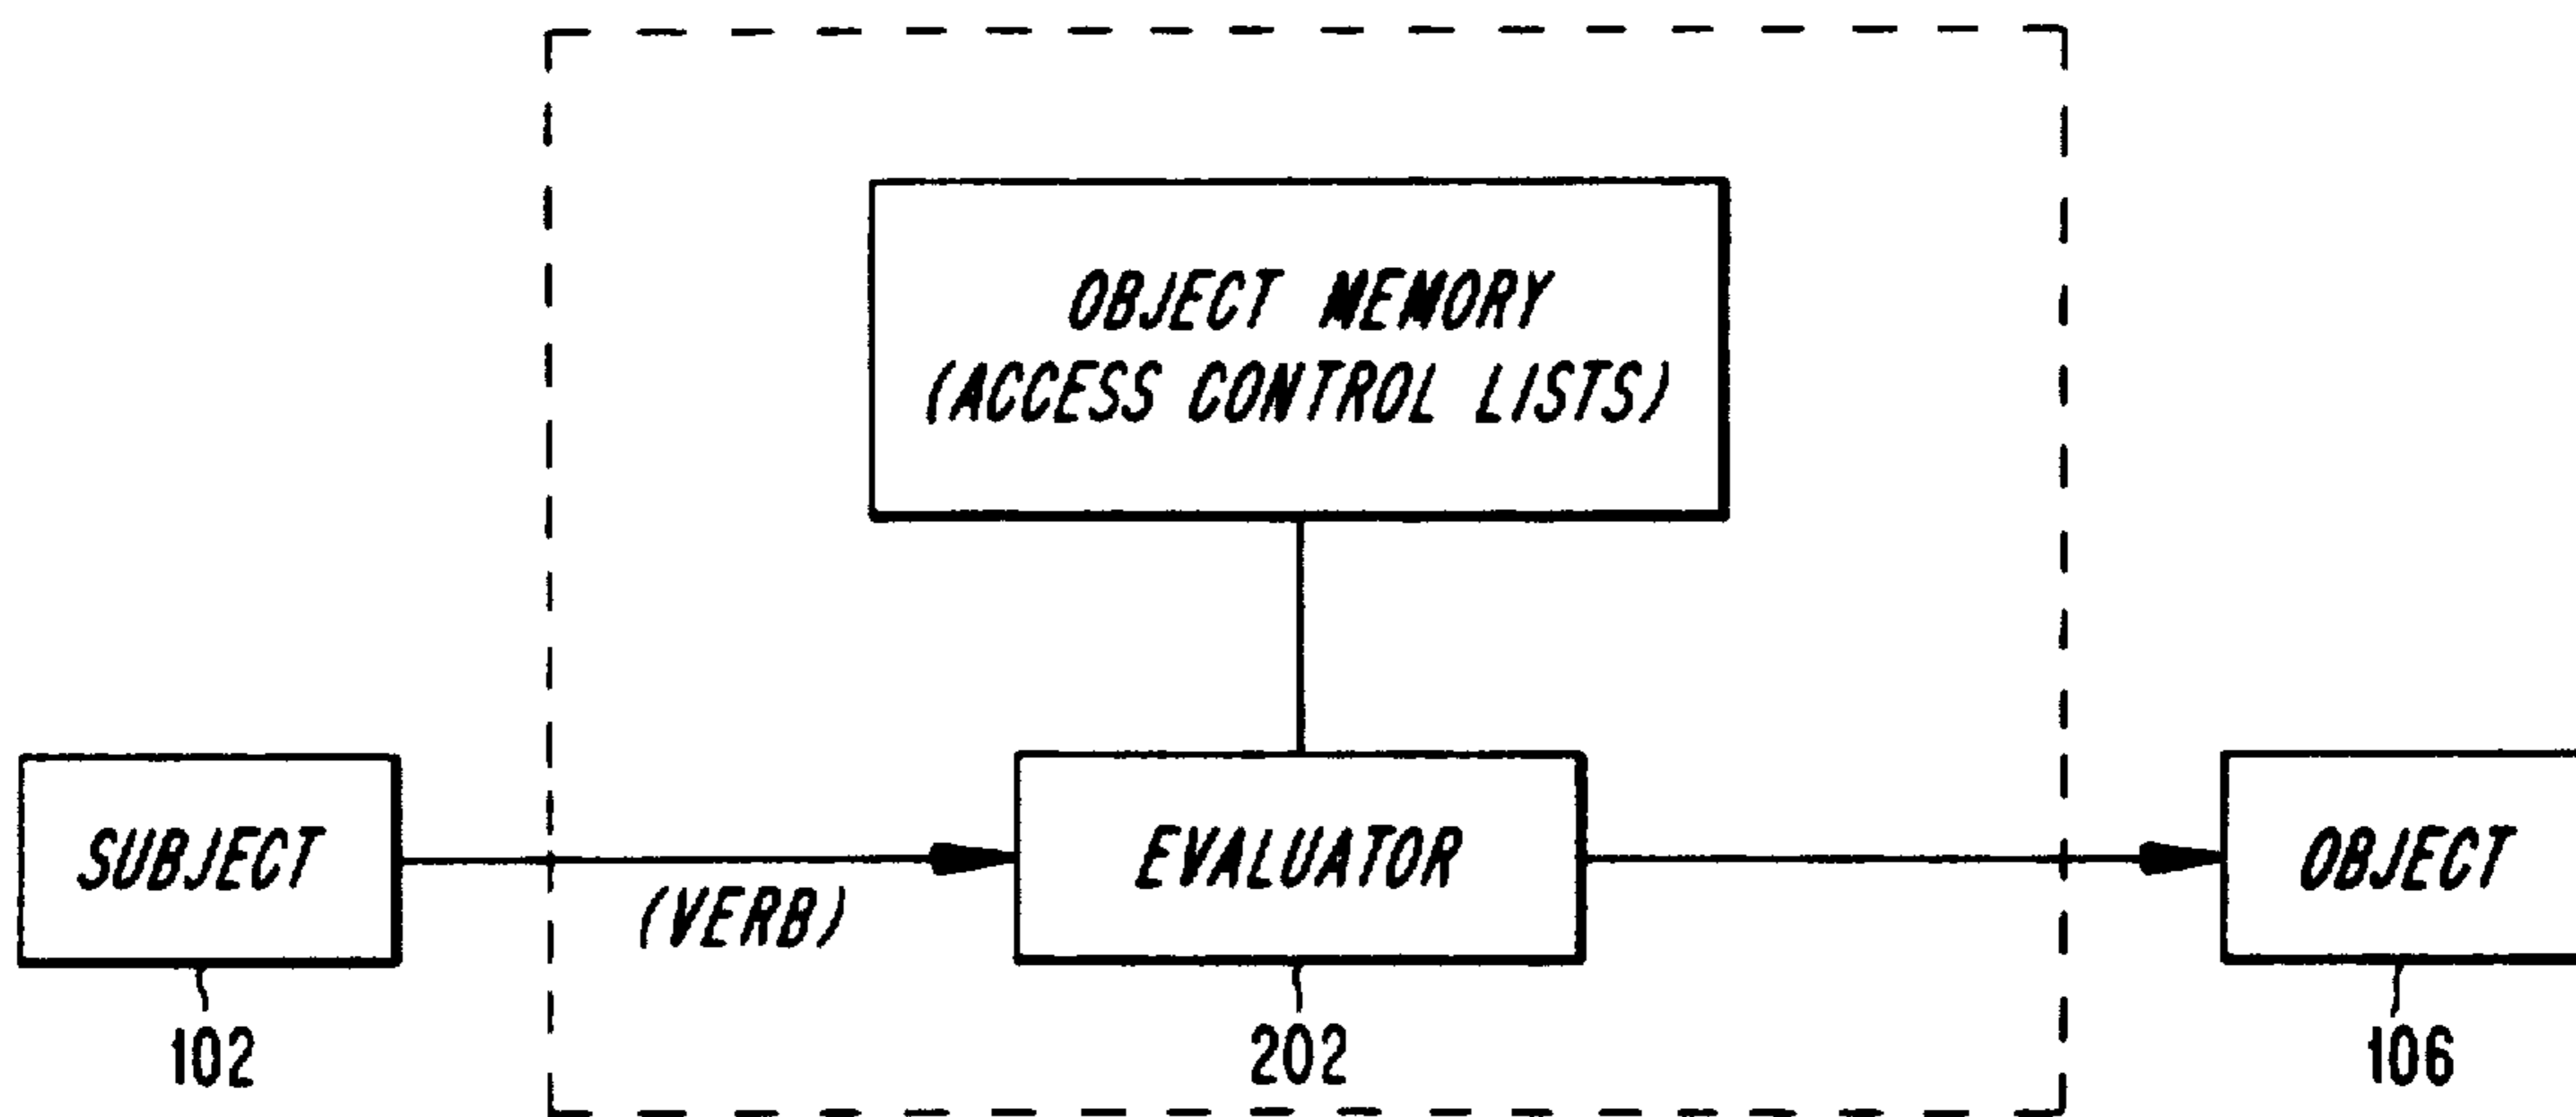 OBJECT MEMORY
(ACCESS CONTROL LISTS)
SUBJECT
(VERB)
EVALUATOR
OBJECT
102
202
106